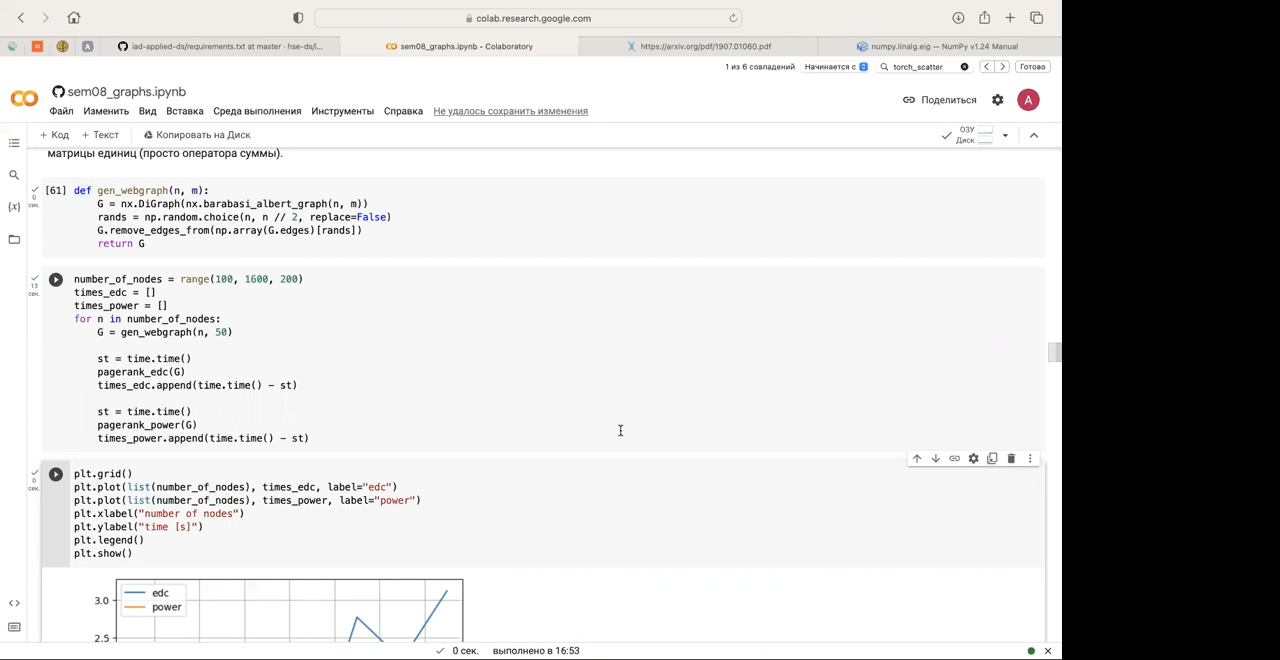 colab.research.google.com
iad-applied-ds/requirements.txt at master · hse-ds/i...
sem08_graphs.ipynb - Colaboratory
https://arxiv.org/pdf/1907.01060.pdf
numpy.linalg.eig — NumPy v1.24 Manual
1 из 6 совпадений
Начинается с
torch_scatter
Готово
sem08_graphs.ipynb
Файл Изменить Вид Вставка Среда выполнения Инструменты Справка Не удалось сохранить изменения
Поделиться
A
+ Код + Текст Копировать на Диск
ОЗУ
Диск
матрицы единиц (просто оператора суммы).
0
сек.
[61] def gen_webgraph(n, m):
G = nx.DiGraph(nx.barabasi_albert_graph(n, m))
rands = np.random.choice(n, n // 2, replace=False)
G.remove_edges_from(np.array(G.edges)[rands])
return G
13
сек.
number_of_nodes = range(100, 1600, 200)
times_edc = []
times_power = []
for n in number_of_nodes:
G = gen_webgraph(n, 50)
st = time.time()
pagerank_edc(G)
times_edc.append(time.time() - st)
st = time.time()
pagerank_power(G)
times_power.append(time.time() - st)
0
сек.
plt.grid()
plt.plot(list(number_of_nodes), times_edc, label="edc")
plt.plot(list(number_of_nodes), times_power, label="power")
plt.xlabel("number of nodes")
plt.ylabel("time [s]")
plt.legend()
plt.show()
edc
power
3.0
2.5
0 сек. выполнено в 16:53